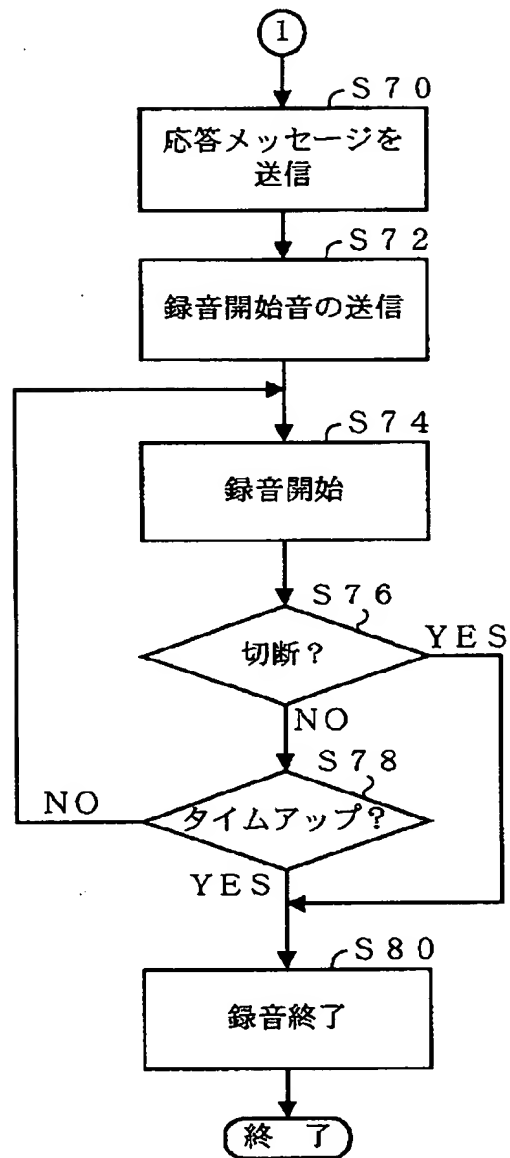 1
S70
応答メッセージを
送信
S72
録音開始音の送信
S74
録音開始
S76
切断？
YES
NO
S78
タイムアップ？
NO
YES
S80
録音終了
終 了